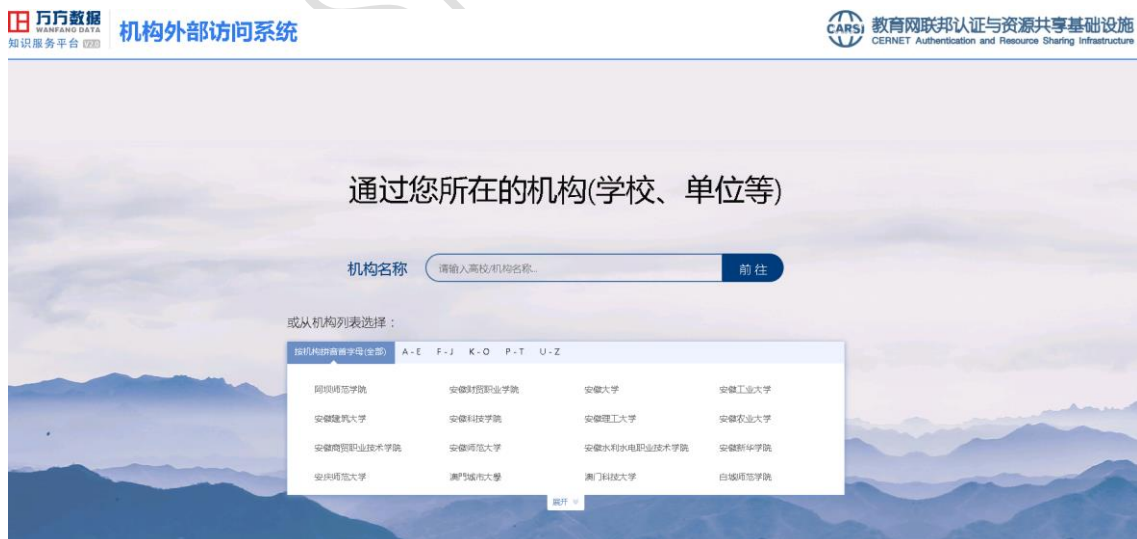 万方数据
WANFANG DATA
知识服务平台 V2.0
机构外部访问系统
CARSI
教育网联邦认证与资源共享基础设施
CERNET Authentication and Resource Sharing Infrastructure
通过您所在的机构(学校、单位等)
机构名称 请输入高校/机构名称... 前往
或从机构列表选择：
按机构拼音首字母(全部) A-E F-J K-O P-T U-Z
阿坝师范学院 安徽财贸职业学院 安徽大学 安徽工业大学
安徽建筑大学 安徽科技学院 安徽理工大学 安徽农业大学
安徽商贸职业技术学院 安徽师范大学 安徽水利水电职业技术学院 安徽新华学院
安庆师范大学 澳門城市大學 澳门科技大学 白城师范学院
展开